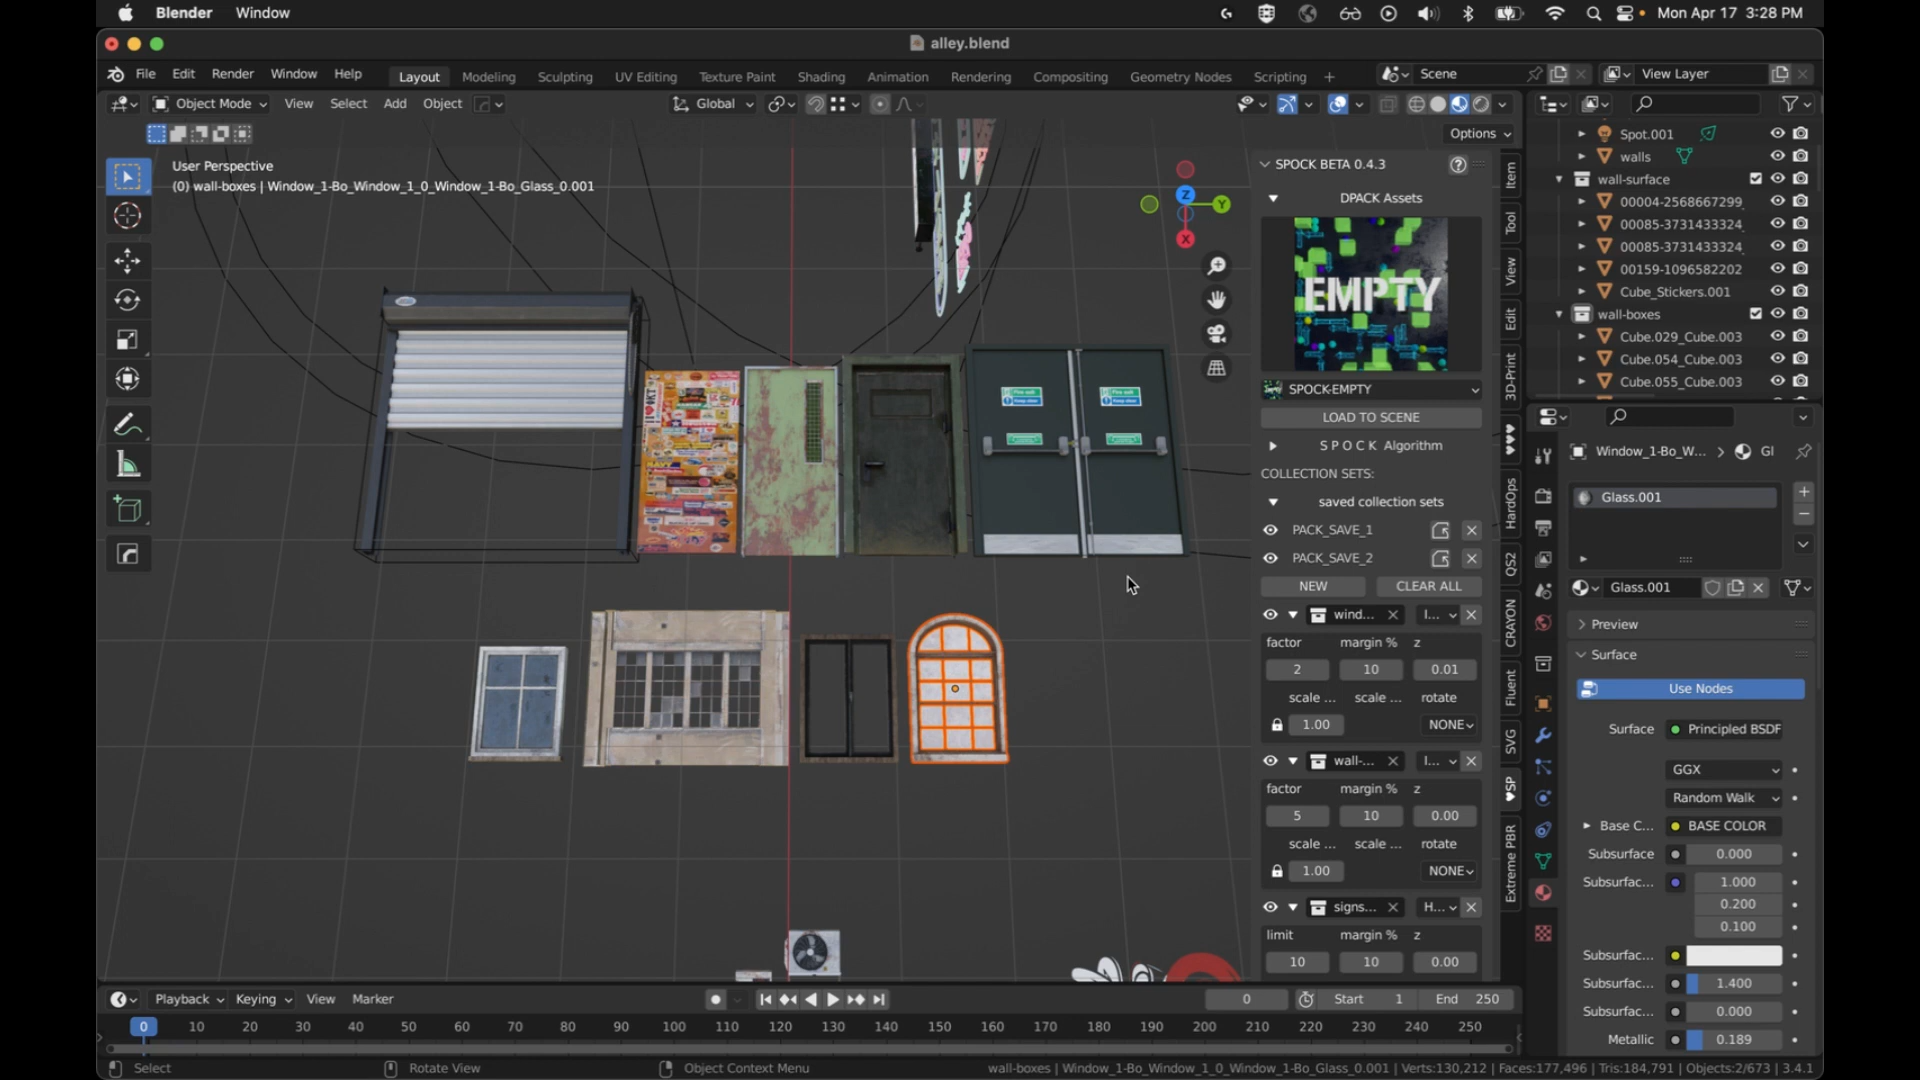 Blender Window Mon Apr 17 3:28 PM
alley.blend
File Edit Render Window Help Layout Modeling Sculpting UV Editing Texture Paint Shading Animation Rendering Compositing Geometry Nodes Scripting + Scene View Layer
Object Mode View Select Add Object Global
Options
User Perspective
(0) wall-boxes | Window_1-Bo_Window_1_0_Window_1-Bo_Glass_0.001
Z
Y
X
SPOCK BETA 0.4.3
DPACK Assets
EMPTY
SPOCK-EMPTY
LOAD TO SCENE
S P O C K Algorithm
COLLECTION SETS:
saved collection sets
PACK_SAVE_1
PACK_SAVE_2
NEW CLEAR ALL
wind... I...
factor margin % z
2 10 0.01
scale ... scale ... rotate
1.00 NONE
wall-... I...
factor margin % z
5 10 0.00
scale ... scale ... rotate
1.00 NONE
signs... H...
limit margin % z
10 10 0.00
Item
Tool
View
Edit
3D-Print
♥♥♥
HardOps
QS2
CRAYON
Fluent
SVG
♥SP
Extreme PBR
Spot.001
walls
wall-surface
00004-2568667299
00085-3731433324
00085-3731433324
00159-1096582202
Cube_Stickers.001
wall-boxes
Cube.029_Cube.003
Cube.054_Cube.003
Cube.055_Cube.003
Window_1-Bo_W... > Gl
Glass.001
Glass.001
Preview
Surface
Use Nodes
Surface Principled BSDF
GGX
Random Walk
Base C... BASE COLOR
Subsurface 0.000
Subsurfac... 1.000
0.200
0.100
Subsurfac...
Subsurfac... 1.400
Subsurfac... 0.000
Metallic 0.189
Playback Keying View Marker 0 Start 1 End 250
0 10 20 30 40 50 60 70 80 90 100 110 120 130 140 150 160 170 180 190 200 210 220 230 240 250
Select Rotate View Object Context Menu wall-boxes | Window_1-Bo_Window_1_0_Window_1-Bo_Glass_0.001 | Verts:130,212 | Faces:177,496 | Tris:184,791 | Objects:2/673 | 3.4.1